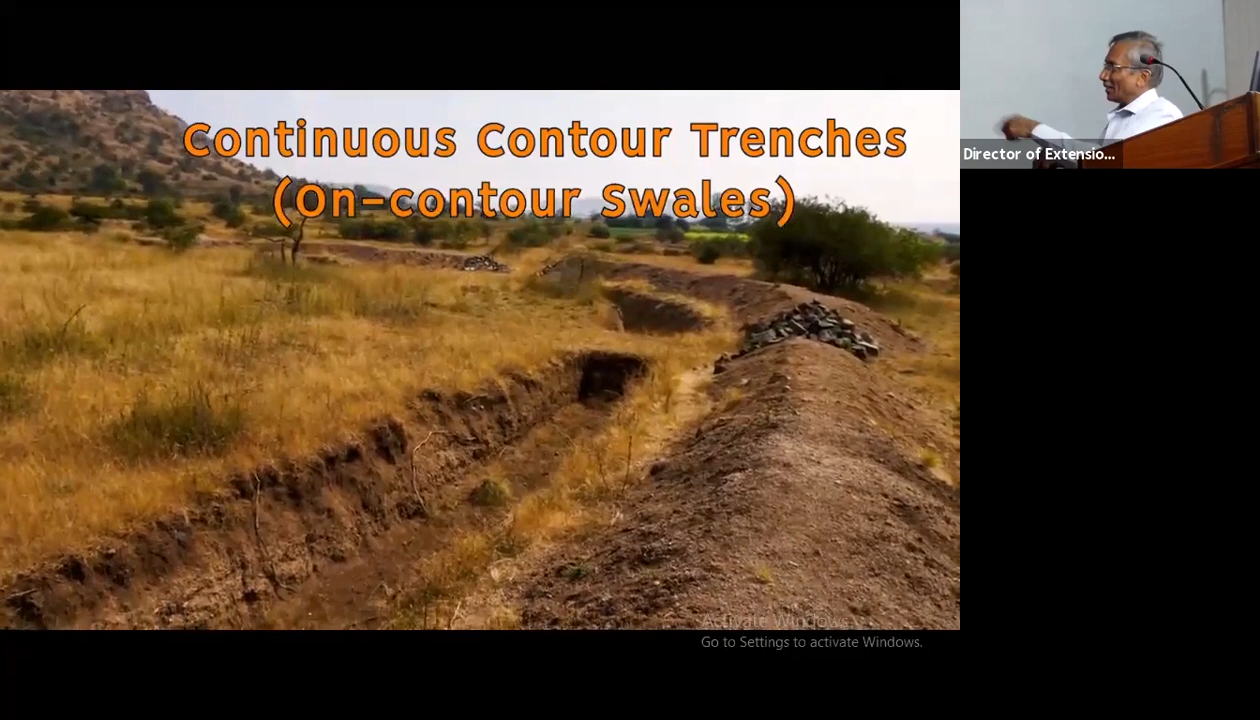 Continuous Contour Trenches
(On-contour Swales)
Director of Extensio...
Activate Windows
Go to Settings to activate Windows.